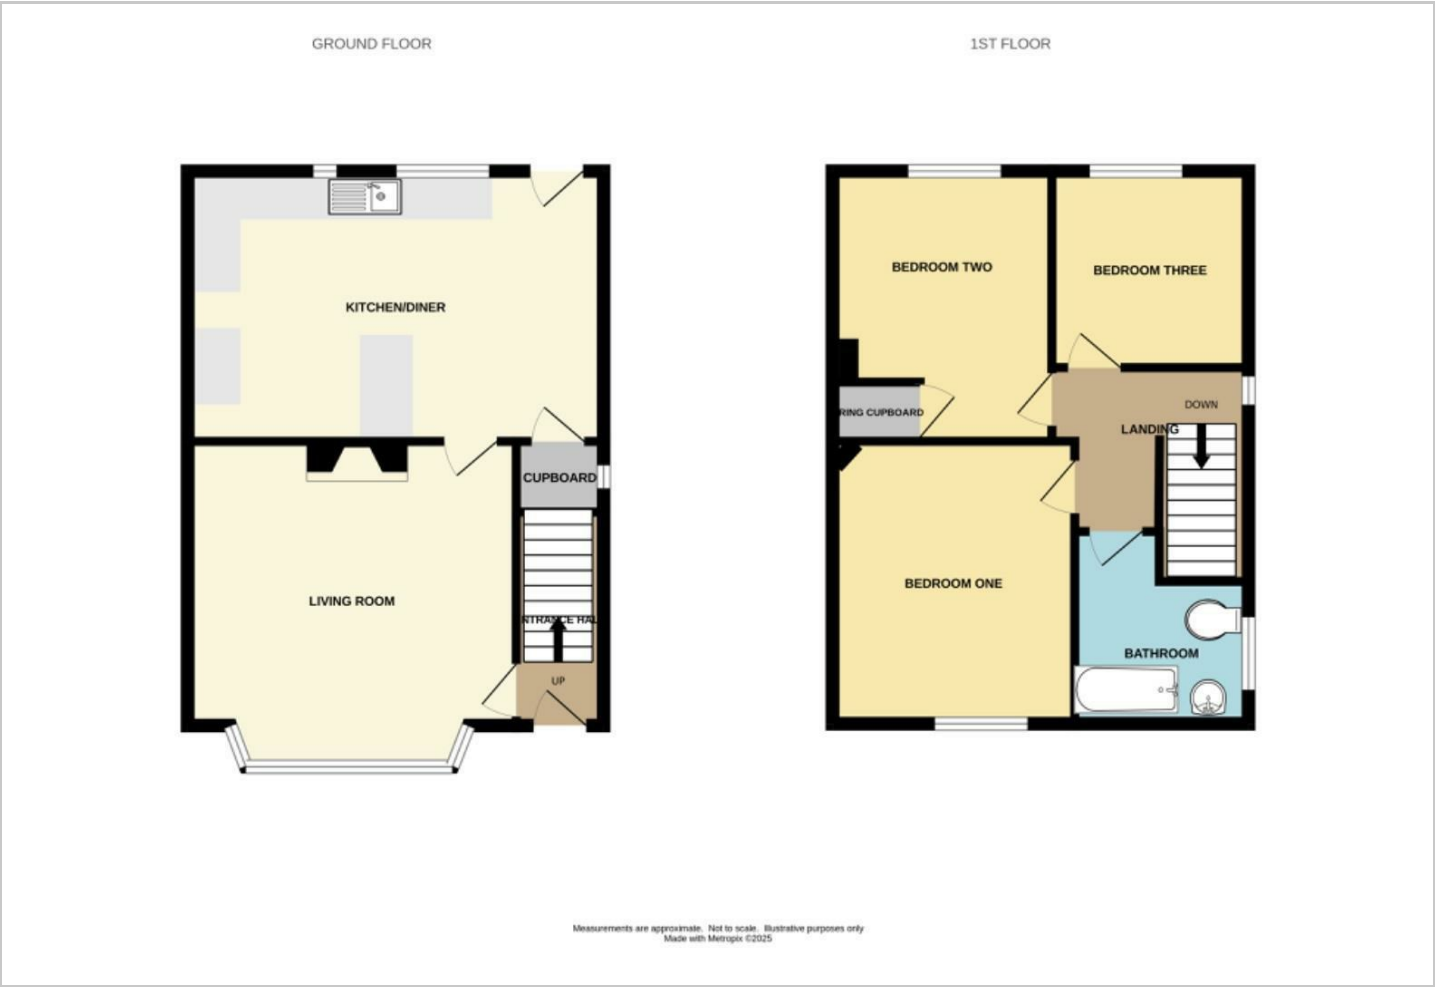 GROUND FLOOR
1ST FLOOR
KITCHEN/DINER
CUPBOARD
LIVING ROOM
NTRANCE HAL
UP
BEDROOM TWO
BEDROOM THREE
RING CUPBOARD
DOWN
LANDING
BEDROOM ONE
BATHROOM
Measurements are approximate. Not to scale. Illustrative purposes only
Made with Metropix ©2025